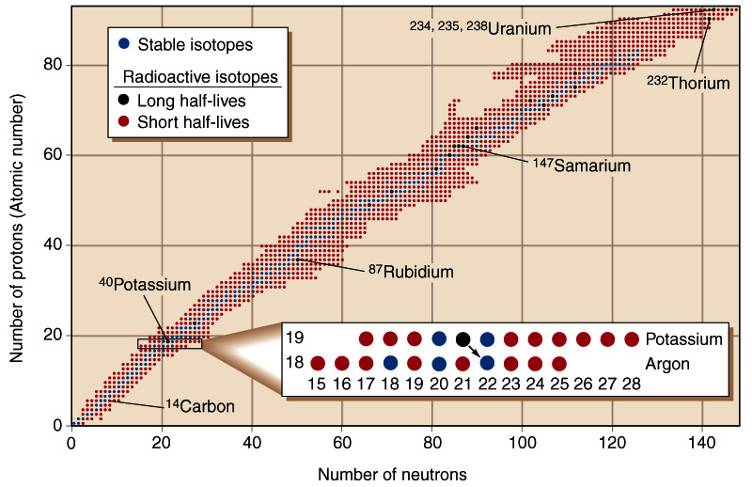 234, 235, 238Uranium
Stable isotopes
Radioactive isotopes
Long half-lives
Short half-lives
232Thorium
147Samarium
87Rubidium
40Potassium
14Carbon
80
60
40
20
0
Number of protons (Atomic number)
19 Potassium
18 Argon
15 16 17 18 19 20 21 22 23 24 25 26 27 28
0 20 40 60 80 100 120 140
Number of neutrons